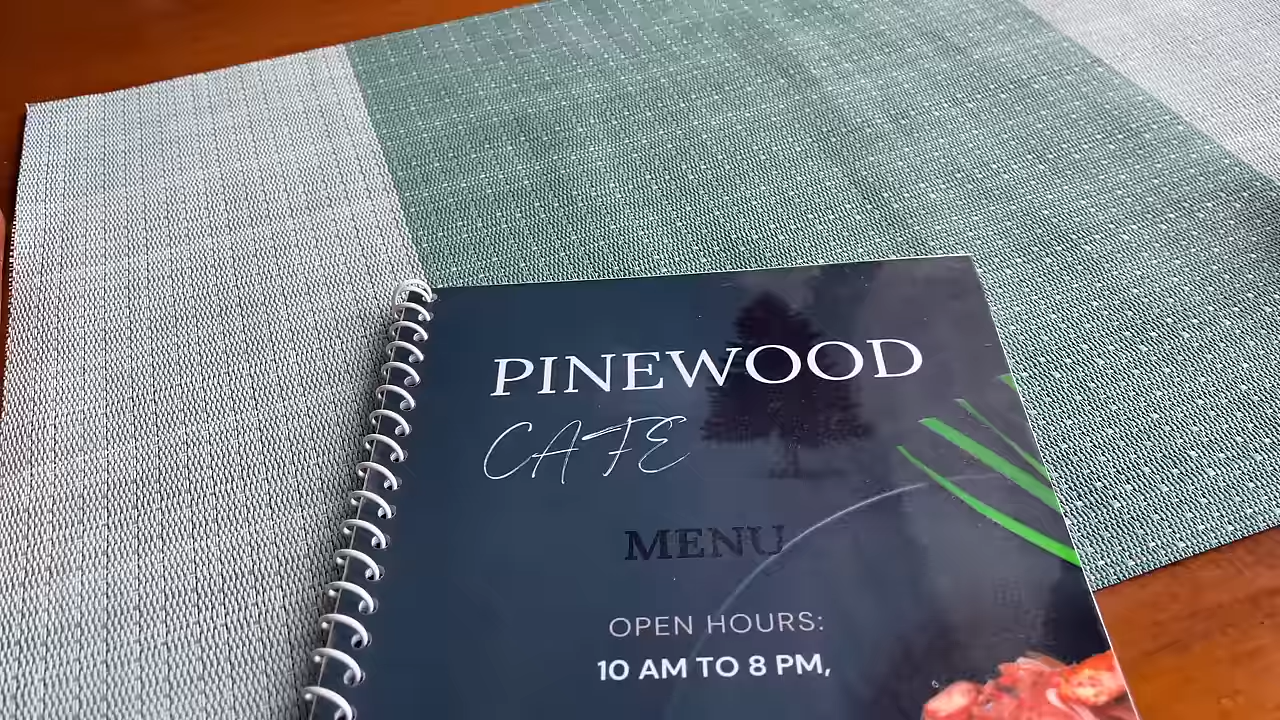 PINEWOOD
CAFE
MENU
OPEN HOURS:
10 AM TO 8 PM,